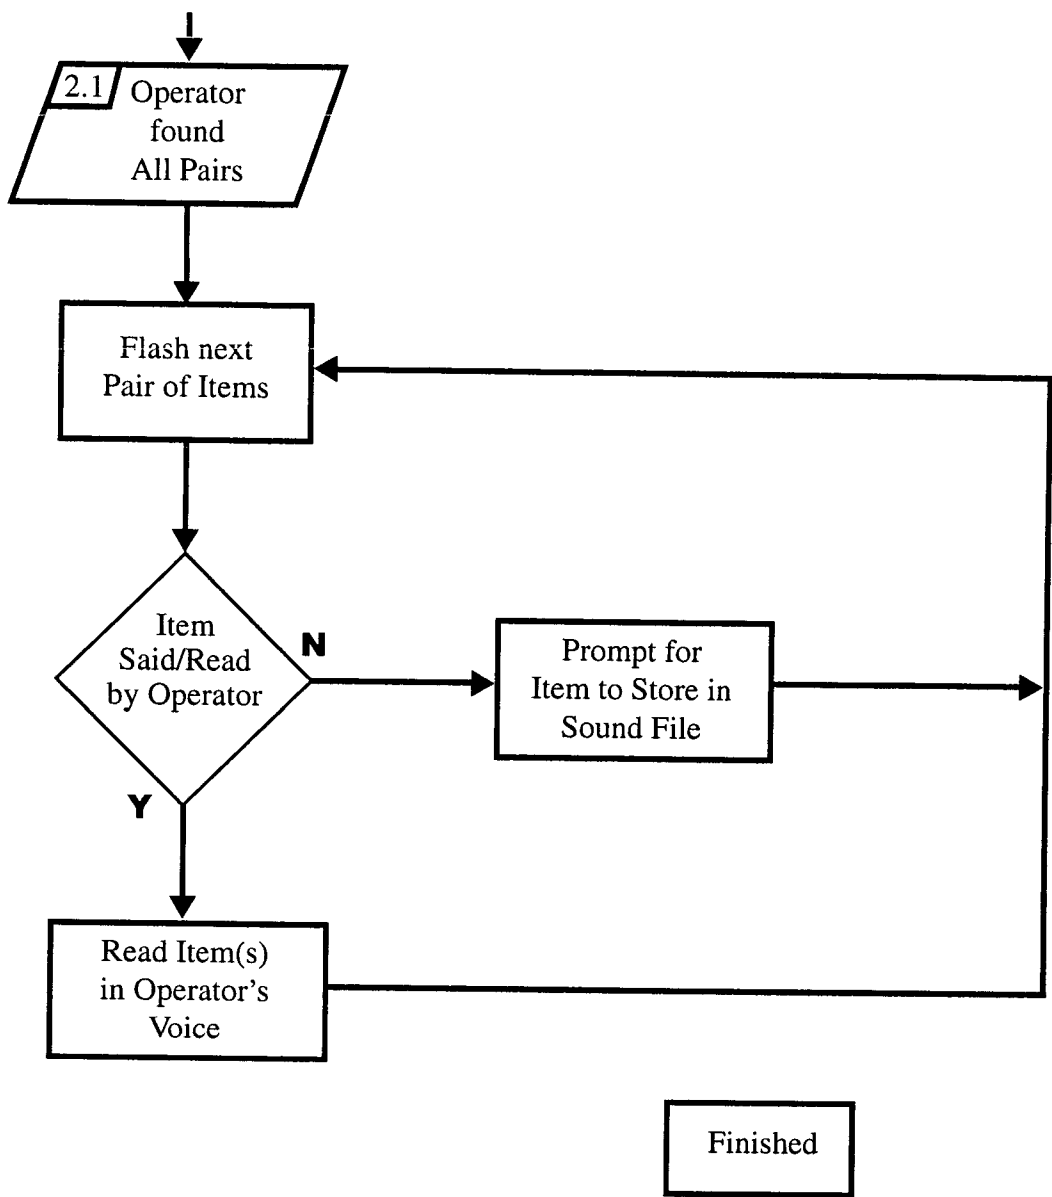 2.1
Operator
found
All Pairs
Flash next
Pair of Items
Item
Said/Read
by Operator
N
Prompt for
Item to Store in
Sound File
Y
Read Item(s)
in Operator's
Voice
Finished